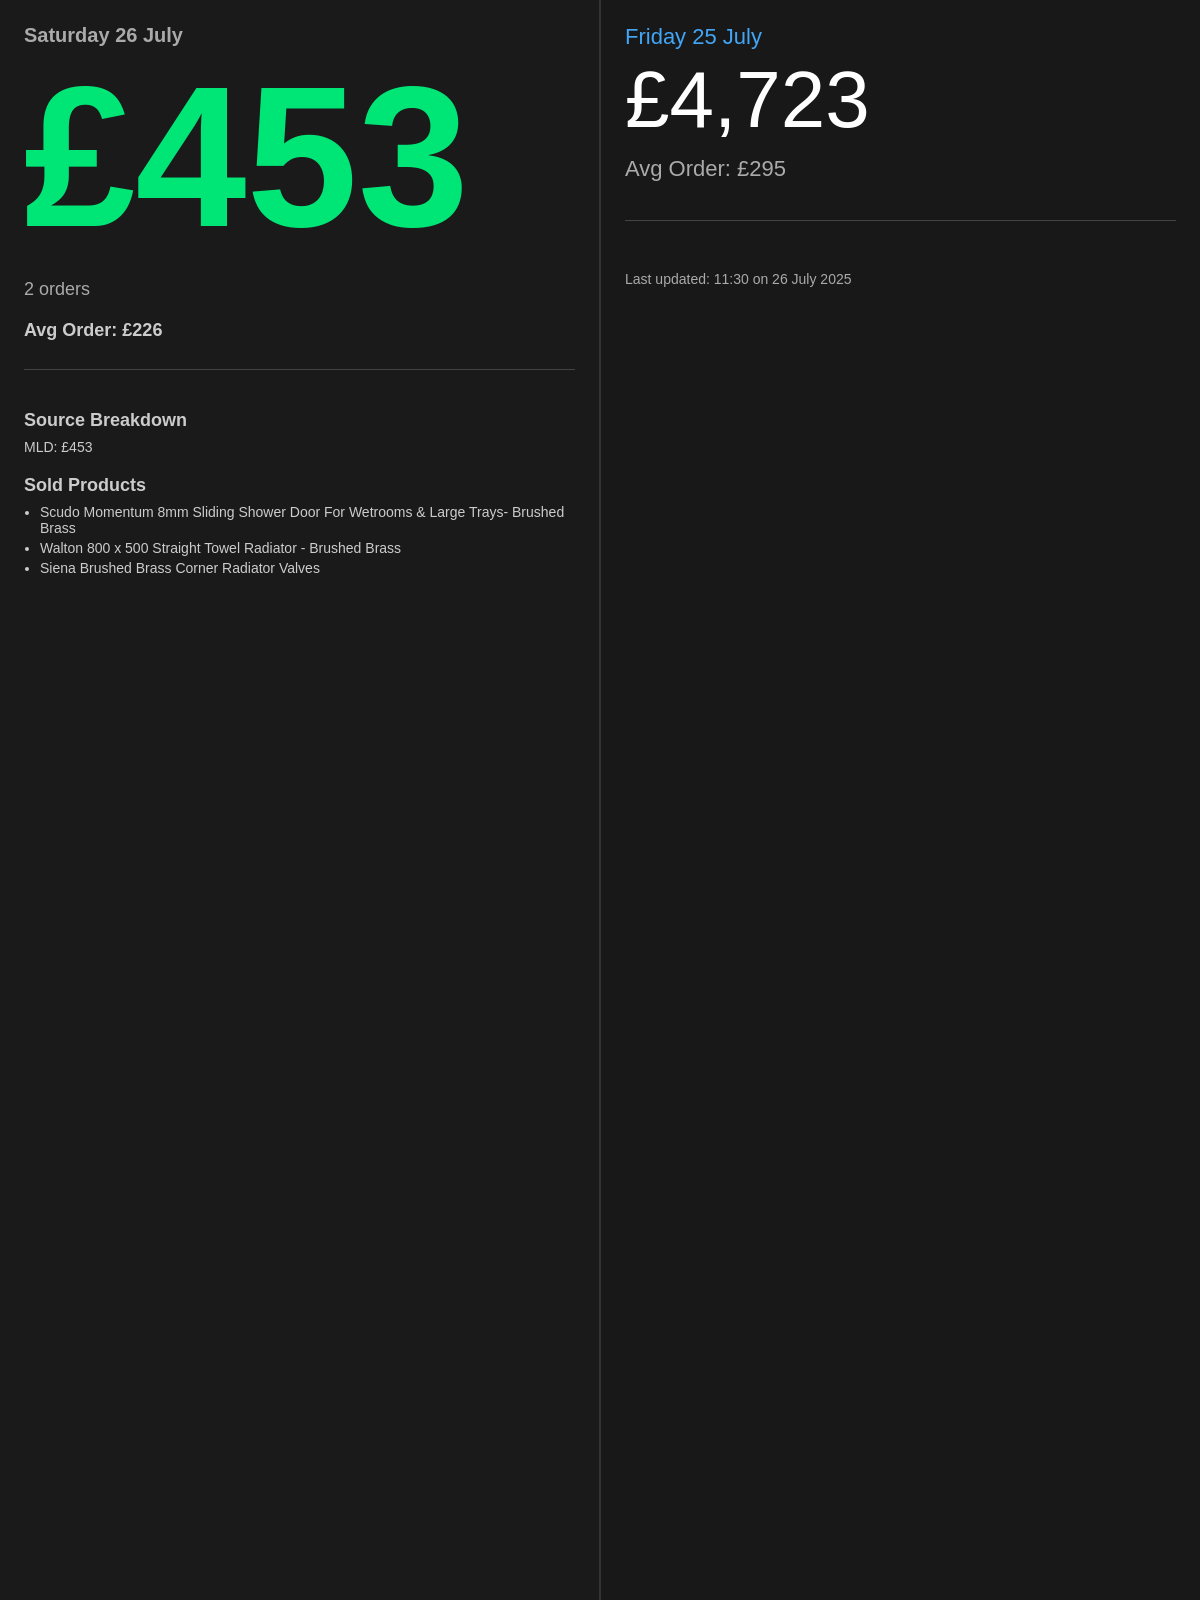 Saturday 26 July
£453
2 orders
Avg Order: £226
Source Breakdown
MLD: £453
Sold Products
• Scudo Momentum 8mm Sliding Shower Door For Wetrooms & Large Trays- Brushed
Brass
• Walton 800 x 500 Straight Towel Radiator - Brushed Brass
• Siena Brushed Brass Corner Radiator Valves
Friday 25 July
£4,723
Avg Order: £295
Last updated: 11:30 on 26 July 2025